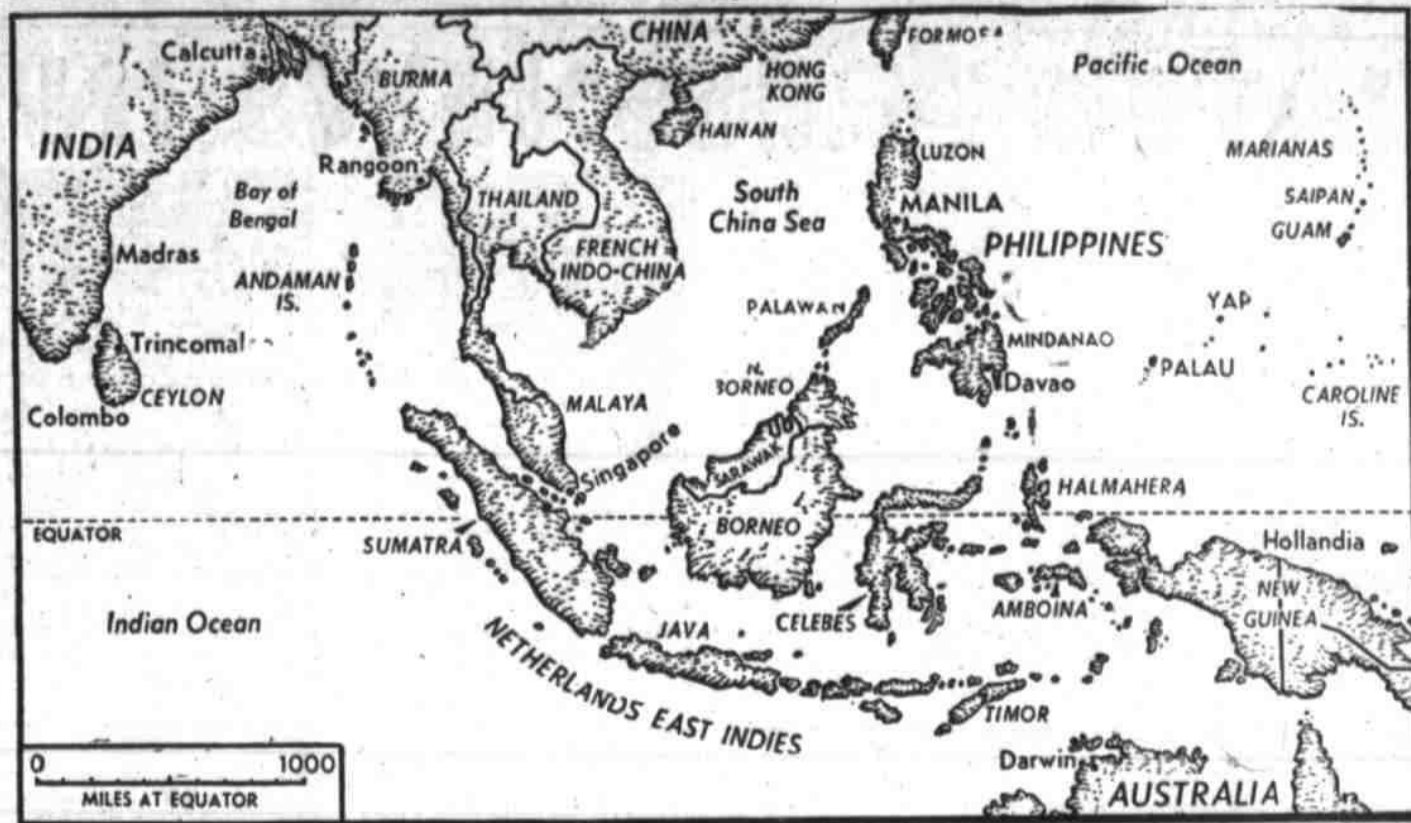 CHINA
FORMOSA
Calcutta
BURMA
HONG
KONG
Pacific Ocean
HAINAN
INDIA
LUZON
MARIANAS
Rangoon
Bay of
Bengal
THAILAND
South
China Sea
MANILA
SAIPAN
GUAM
PHILIPPINES
Madras
FRENCH
INDO-CHINA
ANDAMAN
IS.
PALAWAN
YAP
Trincomal
MINDANAO
PALAU
N.
BORNEO
Davao
CEYLON
Colombo
MALAYA
CAROLINE
IS.
Singapore
SARAWAK
HALMAHERA
EQUATOR
BORNEO
SUMATRA
Hollandia
AMBOINA
NEW
GUINEA
Indian Ocean
JAVA
CELEBES
NETHERLANDS EAST INDIES
TIMOR
Darwin
AUSTRALIA
0 1000
MILES AT EQUATOR